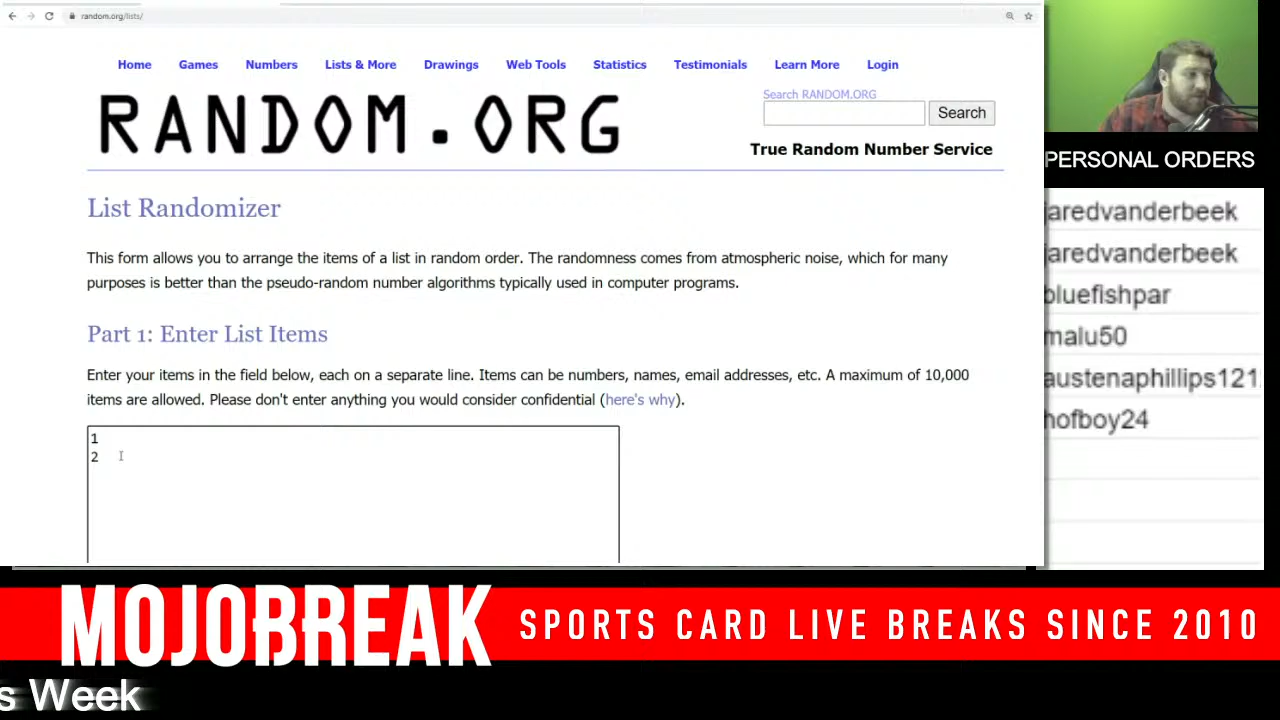 random.org/lists/
Home Games Numbers Lists & More Drawings Web Tools Statistics Testimonials Learn More Login
RANDOM.ORG
Search RANDOM.ORG
Search
True Random Number Service
List Randomizer
This form allows you to arrange the items of a list in random order. The randomness comes from atmospheric noise, which for many
purposes is better than the pseudo-random number algorithms typically used in computer programs.
Part 1: Enter List Items
Enter your items in the field below, each on a separate line. Items can be numbers, names, email addresses, etc. A maximum of 10,000
items are allowed. Please don't enter anything you would consider confidential (here's why).
1
2
PERSONAL ORDERS
jaredvanderbeek
jaredvanderbeek
bluefishpar
malu50
austenaphillips121
hofboy24
MOJOBREAK
SPORTS CARD LIVE BREAKS SINCE 2010
s Week